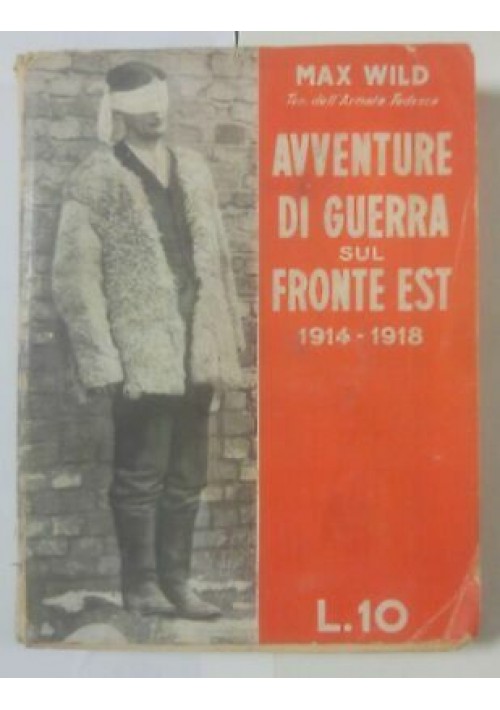 MAX WILD
Ten. dell'Armata Tedesca
AVVENTURE
DI GUERRA
SUL
FRONTE EST
1914-1918
L.10